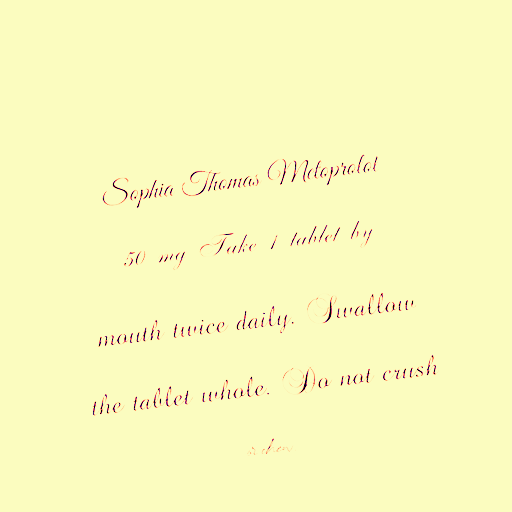 Sophia Thomas Metoprolol
50 mg Take 1 tablet by
mouth twice daily. Swallow
the tablet whole. Do not crush
or chew